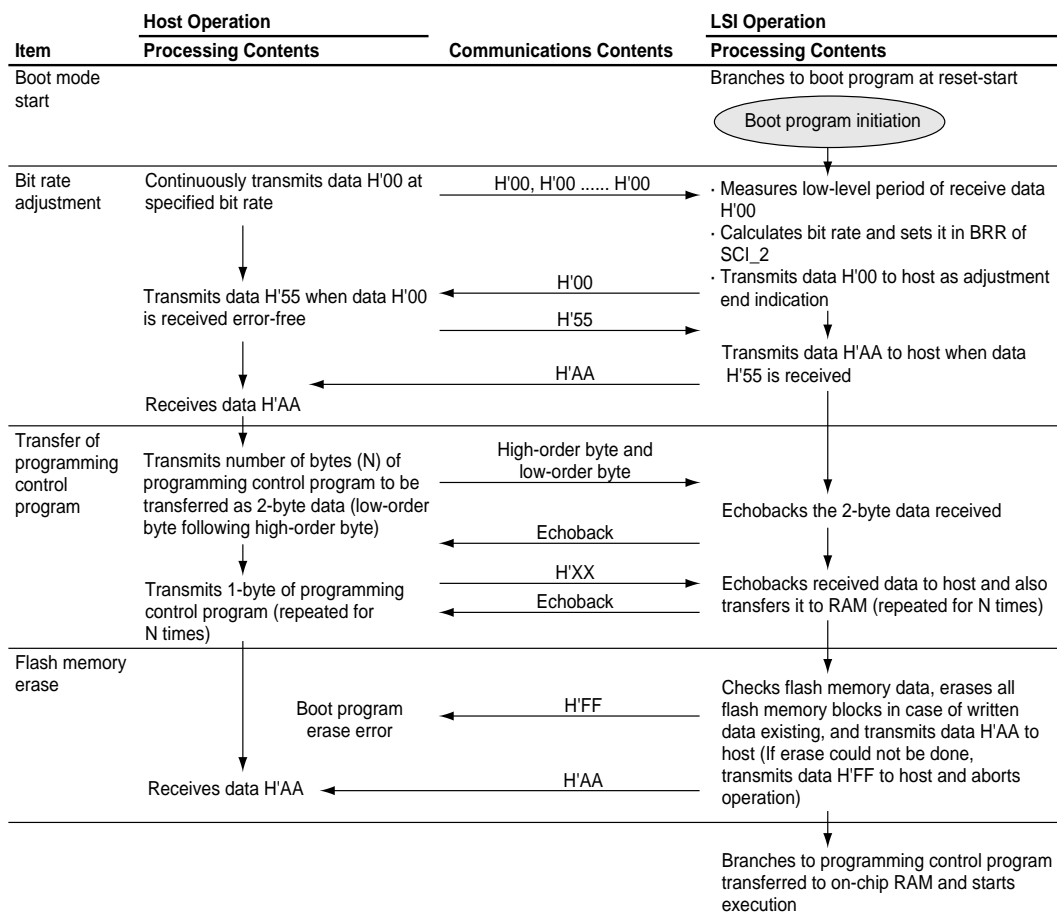 Host Operation
LSI Operation
Item
Processing Contents
Communications Contents
Processing Contents
Boot mode
start
Branches to boot program at reset-start
Boot program initiation
Bit rate
adjustment
Continuously transmits data H'00 at
specified bit rate
H'00, H'00 ...... H'00
· Measures low-level period of receive data
H'00
· Calculates bit rate and sets it in BRR of
SCI_2
· Transmits data H'00 to host as adjustment
end indication
H'00
Transmits data H'55 when data H'00
is received error-free
H'55
Transmits data H'AA to host when data
H'55 is received
H'AA
Receives data H'AA
Transfer of
programming
control
program
Transmits number of bytes (N) of
programming control program to be
transferred as 2-byte data (low-order
byte following high-order byte)
High-order byte and
low-order byte
Echobacks the 2-byte data received
Echoback
Transmits 1-byte of programming
control program (repeated for
N times)
H'XX
Echoback
Echobacks received data to host and also
transfers it to RAM (repeated for N times)
Flash memory
erase
Boot program
erase error
H'FF
Checks flash memory data, erases all
flash memory blocks in case of written
data existing, and transmits data H'AA to
host (If erase could not be done,
transmits data H'FF to host and aborts
operation)
Receives data H'AA
H'AA
Branches to programming control program
transferred to on-chip RAM and starts
execution